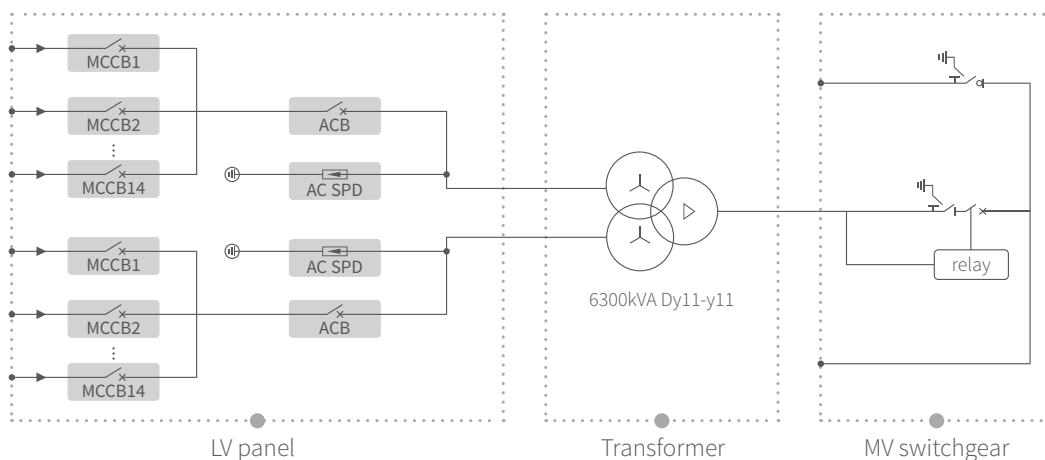 MCCB1
MCCB2
ACB
MCCB14
AC SPD
MCCB1
AC SPD
MCCB2
ACB
MCCB14
6300kVA Dy11-y11
relay
LV panel
Transformer
MV switchgear